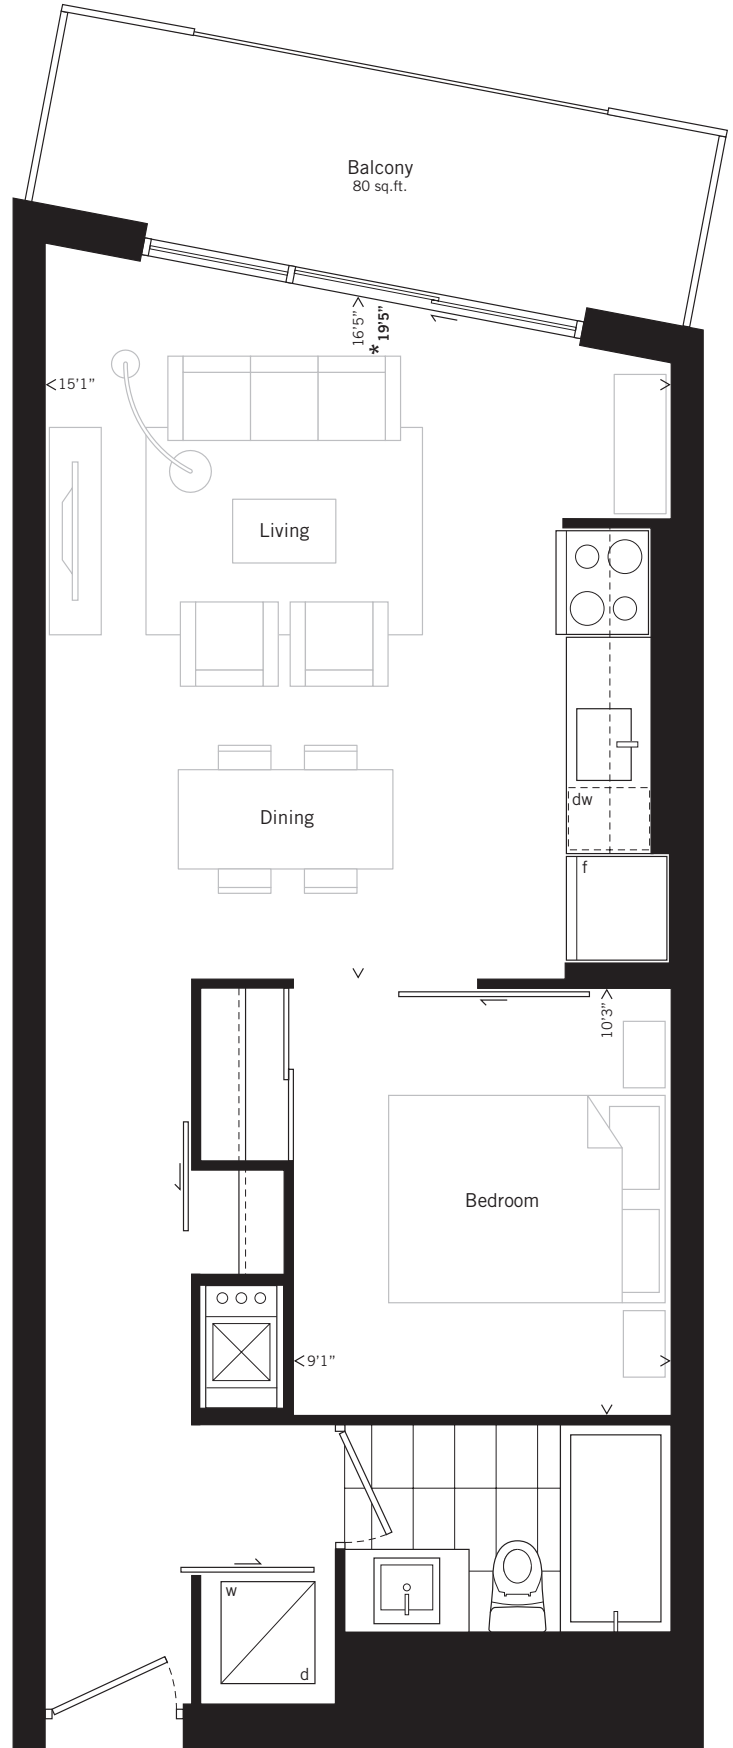 Balcony
80 sq.ft.
16’5”
* 19’5”
15’1”
Living
Dining
dw
f
10’3”
Bedroom
9’1”
w
d